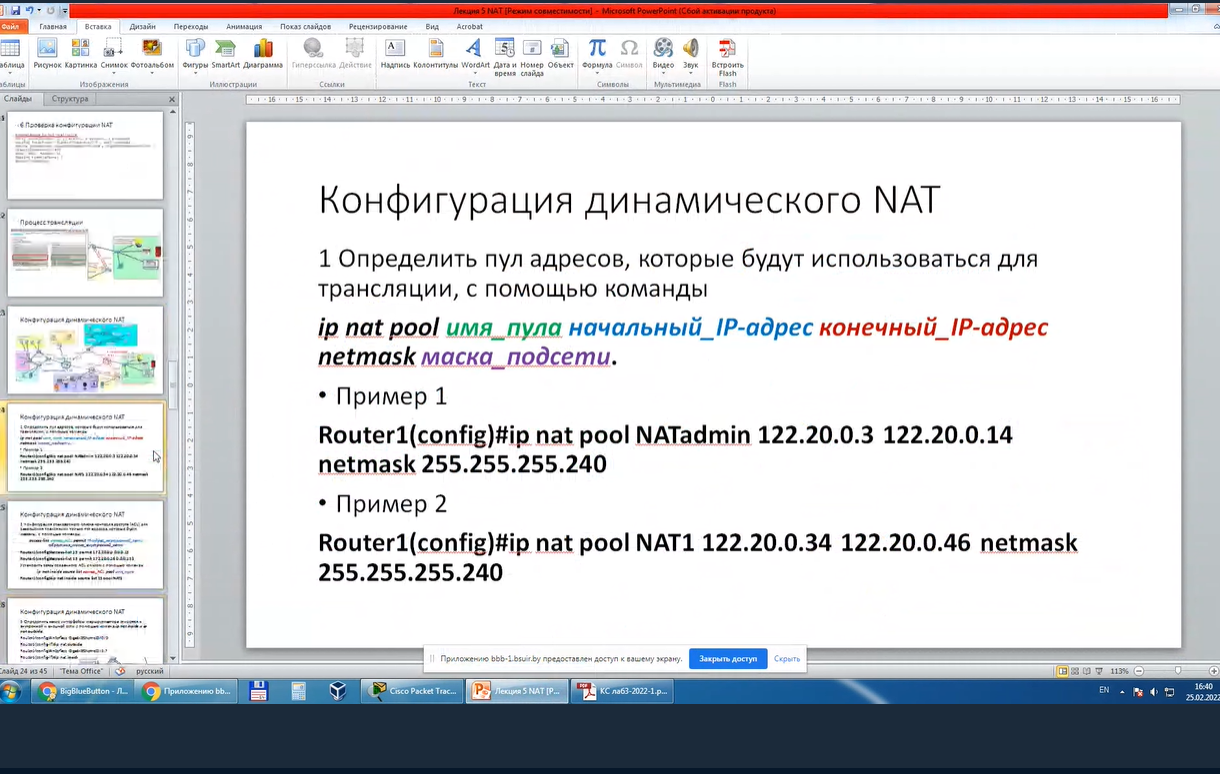 Лекция 5 NAT [Режим совместимости] - Microsoft PowerPoint (Сбой активации продукта)
Файл Главная Вставка Дизайн Переходы Анимация Показ слайдов Рецензирование Вид Acrobat
Рисунок Картинка Снимок Фотоальбом Фигуры SmartArt Диаграмма Гиперссылка Действие Надпись Колонтитулы WordArt Дата и время Номер слайда Объект Формула Символ Видео Звук Встроить Flash
Изображения Иллюстрации Ссылки Текст Символы Мультимедиа Flash
Слайды Структура
6 Проверка конфигурации NAT
Процесс трансляции
Конфигурация динамического NAT
Конфигурация динамического NAT
Конфигурация динамического NAT
Конфигурация динамического NAT
1 Определить пул адресов, которые будут использоваться для
трансляции, с помощью команды
ip nat pool имя_пула начальный_IP-адрес конечный_IP-адрес
netmask маска_подсети.
• Пример 1
Router1(config)#ip nat pool NATadmin 122.20.0.3 122.20.0.14
netmask 255.255.255.240
• Пример 2
Router1(config)#ip nat pool NAT1 122.20.0.34 122.20.0.46 netmask
255.255.255.240
Приложению bbb-1.bsuir.by предоставлен доступ к вашему экрану. Закрыть доступ Скрыть
Слайд 24 из 45 "Тема Office" русский 113%
BigBlueButton - Л... Приложению bb... Cisco Packet Trac... Лекция 5 NAT [Р... КС лаб3-2022-1.p... EN 16:40
25.02.2022